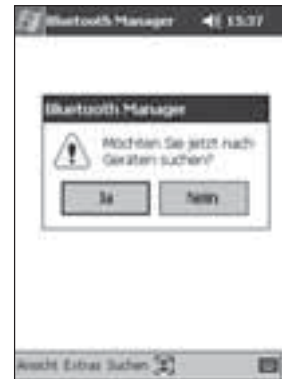 Bluetooth Manager 15:37
Bluetooth Manager
Möchten Sie jetzt nach
Geräten suchen?
Ja Nein
Ansicht Extras Suchen